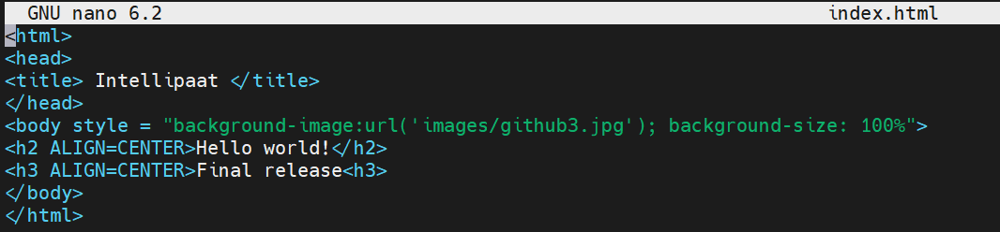 GNU nano 6.2 index.html
<html>
<head>
<title> Intellipaat </title>
</head>
<body style = "background-image:url('images/github3.jpg'); background-size: 100%">
<h2 ALIGN=CENTER>Hello world!</h2>
<h3 ALIGN=CENTER>Final release<h3>
</body>
</html>